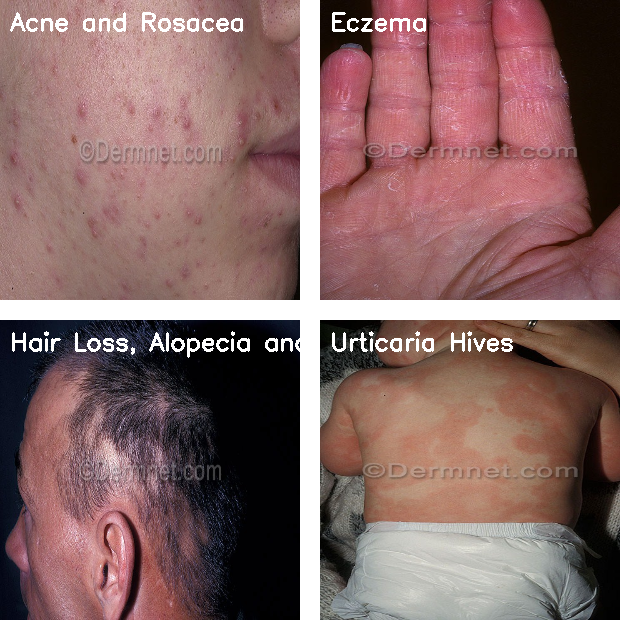 Acne and Rosacea
Eczema
©Dermnet.com
©Dermnet.com
Hair Loss, Alopecia and
Urticaria Hives
©Dermnet.com
©Dermnet.com